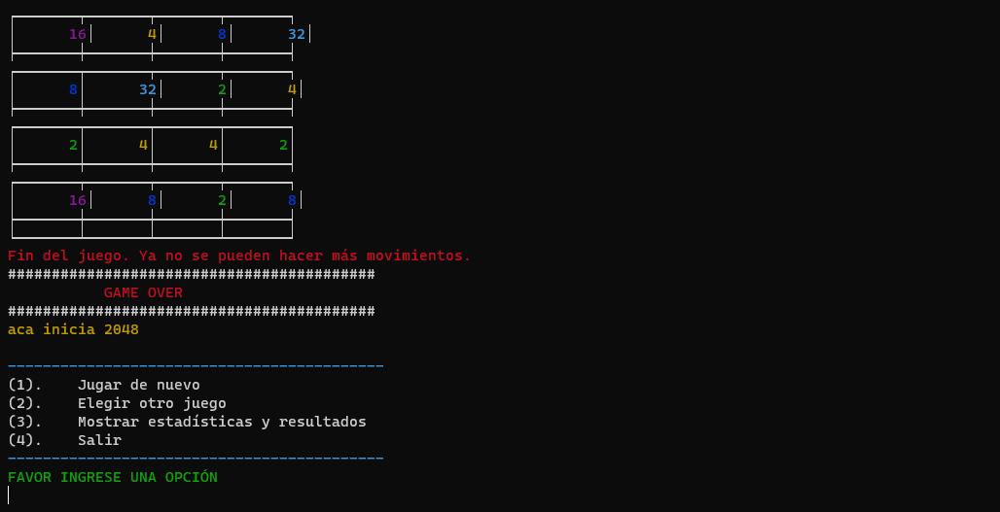 16 4 8 32
8 32 2 4
2 4 4 2
16 8 2 8
Fin del juego. Ya no se pueden hacer más movimientos.
##########################################
GAME OVER
##########################################
aca inicia 2048
-------------------------------------------
(1). Jugar de nuevo
(2). Elegir otro juego
(3). Mostrar estadísticas y resultados
(4). Salir
-------------------------------------------
FAVOR INGRESE UNA OPCIÓN